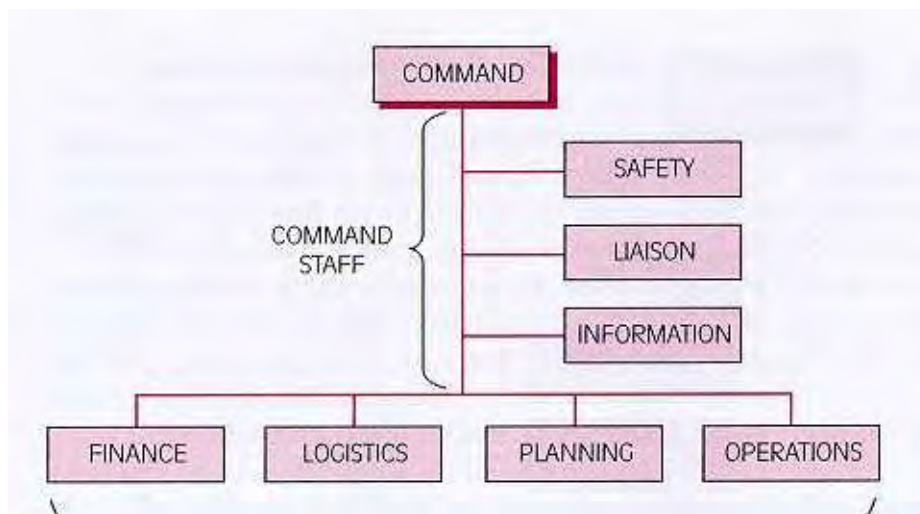 COMMAND
SAFETY
COMMAND
STAFF
LIAISON
INFORMATION
FINANCE
LOGISTICS
PLANNING
OPERATIONS